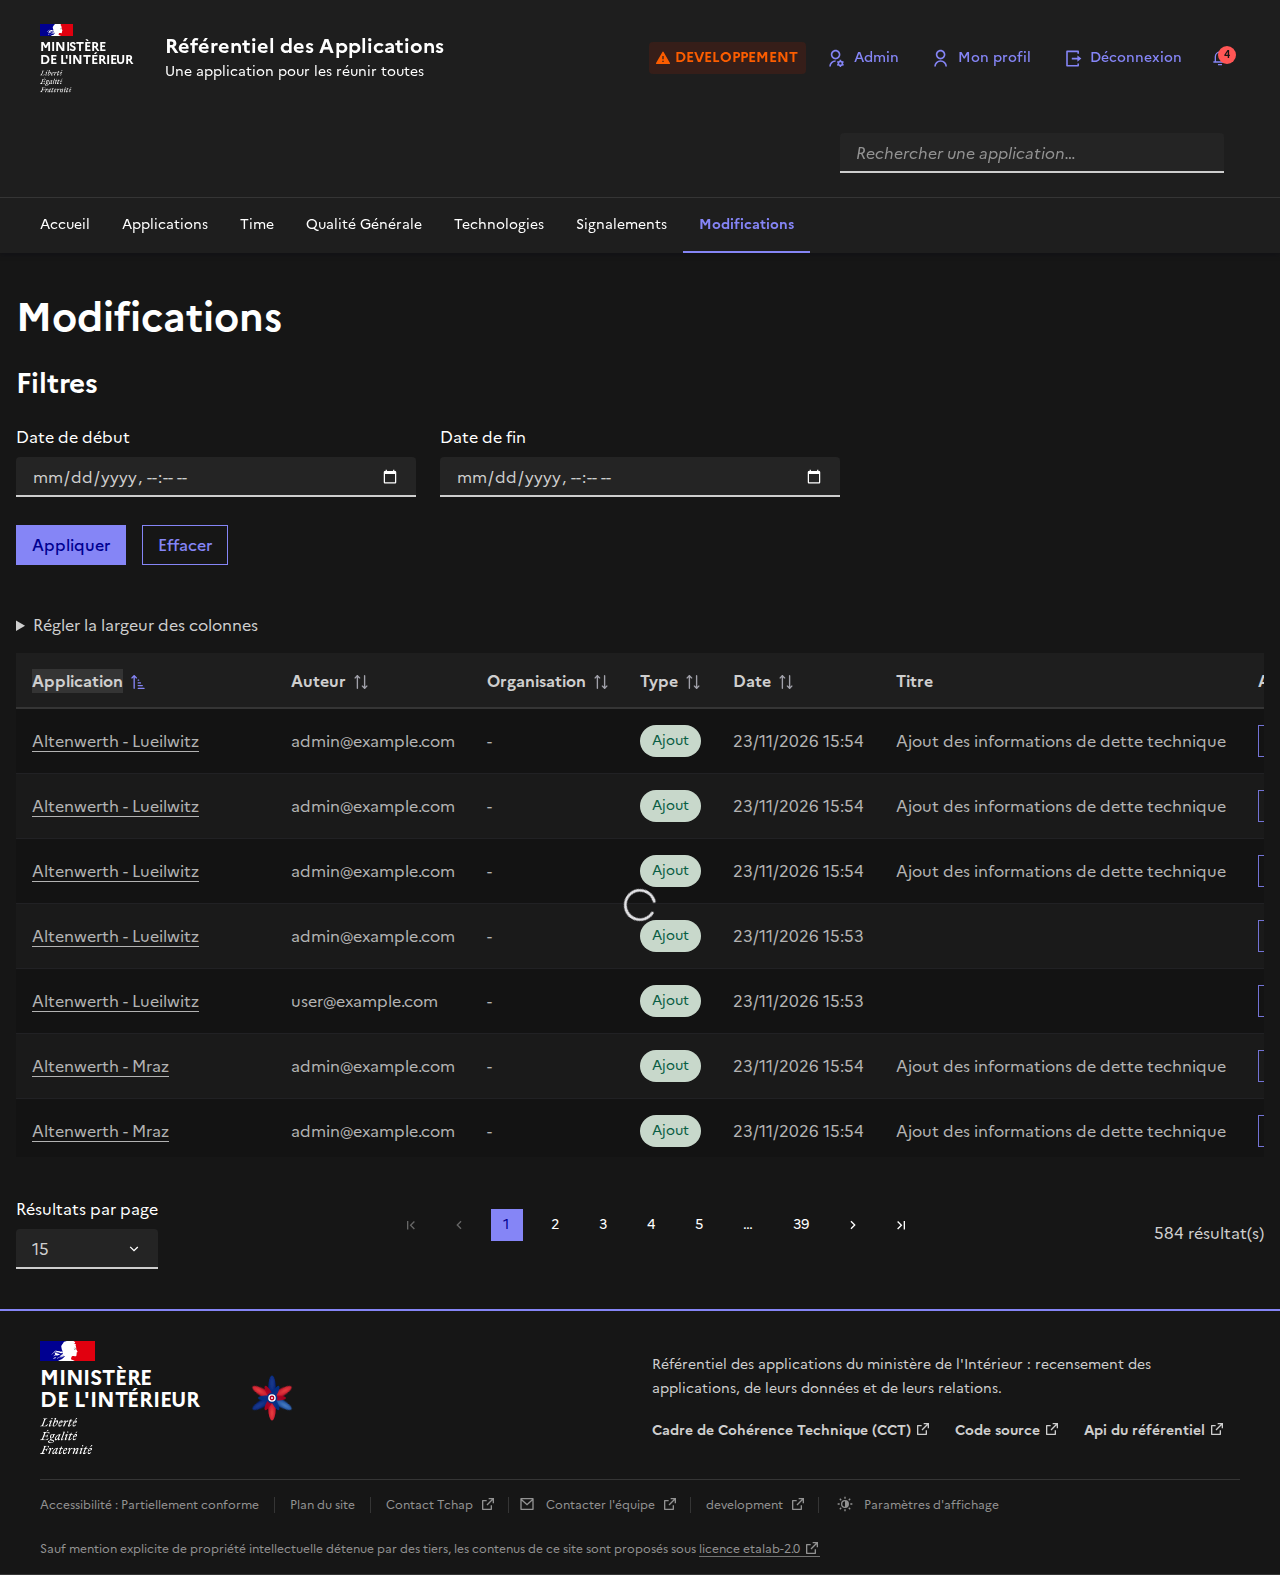 MINISTÈRE
DE L'INTÉRIEUR
Liberté
Égalité
Fraternité
Référentiel des Applications
Une application pour les réunir toutes
DEVELOPPEMENT
Admin
Mon profil
Déconnexion
4
Rechercher une application…
Accueil
Applications
Time
Qualité Générale
Technologies
Signalements
Modifications
Modifications
Filtres
Date de début
Date de fin
mm/dd/yyyy, --:-- --
mm/dd/yyyy, --:-- --
Appliquer
Effacer
Régler la largeur des colonnes
Application Auteur Organisation Type Date Titre
Altenwerth - Lueilwitz admin@example.com - Ajout 23/11/2026 15:54 Ajout des informations de dette technique
Altenwerth - Lueilwitz admin@example.com - Ajout 23/11/2026 15:54 Ajout des informations de dette technique
Altenwerth - Lueilwitz admin@example.com - Ajout 23/11/2026 15:54 Ajout des informations de dette technique
Altenwerth - Lueilwitz admin@example.com - Ajout 23/11/2026 15:53
Altenwerth - Lueilwitz user@example.com - Ajout 23/11/2026 15:53
Altenwerth - Mraz admin@example.com - Ajout 23/11/2026 15:54 Ajout des informations de dette technique
Altenwerth - Mraz admin@example.com - Ajout 23/11/2026 15:54 Ajout des informations de dette technique
Résultats par page
15
1 2 3 4 5 … 39
584 résultat(s)
MINISTÈRE
DE L'INTÉRIEUR
Liberté
Égalité
Fraternité
Référentiel des applications du ministère de l'Intérieur : recensement des
applications, de leurs données et de leurs relations.
Cadre de Cohérence Technique (CCT)
Code source
Api du référentiel
Accessibilité : Partiellement conforme
Plan du site
Contact Tchap
Contacter l'équipe
development
Paramètres d'affichage
Sauf mention explicite de propriété intellectuelle détenue par des tiers, les contenus de ce site sont proposés sous licence etalab-2.0